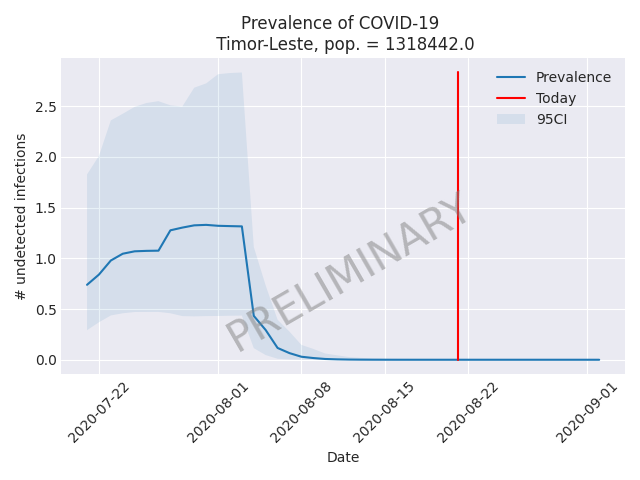 Prevalence of COVID-19
Timor-Leste, pop. = 1318442.0
# undetected infections
2.5
2.0
1.5
1.0
0.5
0.0
Prevalence
Today
95CI
PRELIMINARY
2020-07-22
2020-08-01
2020-08-08
2020-08-15
2020-08-22
2020-09-01
Date